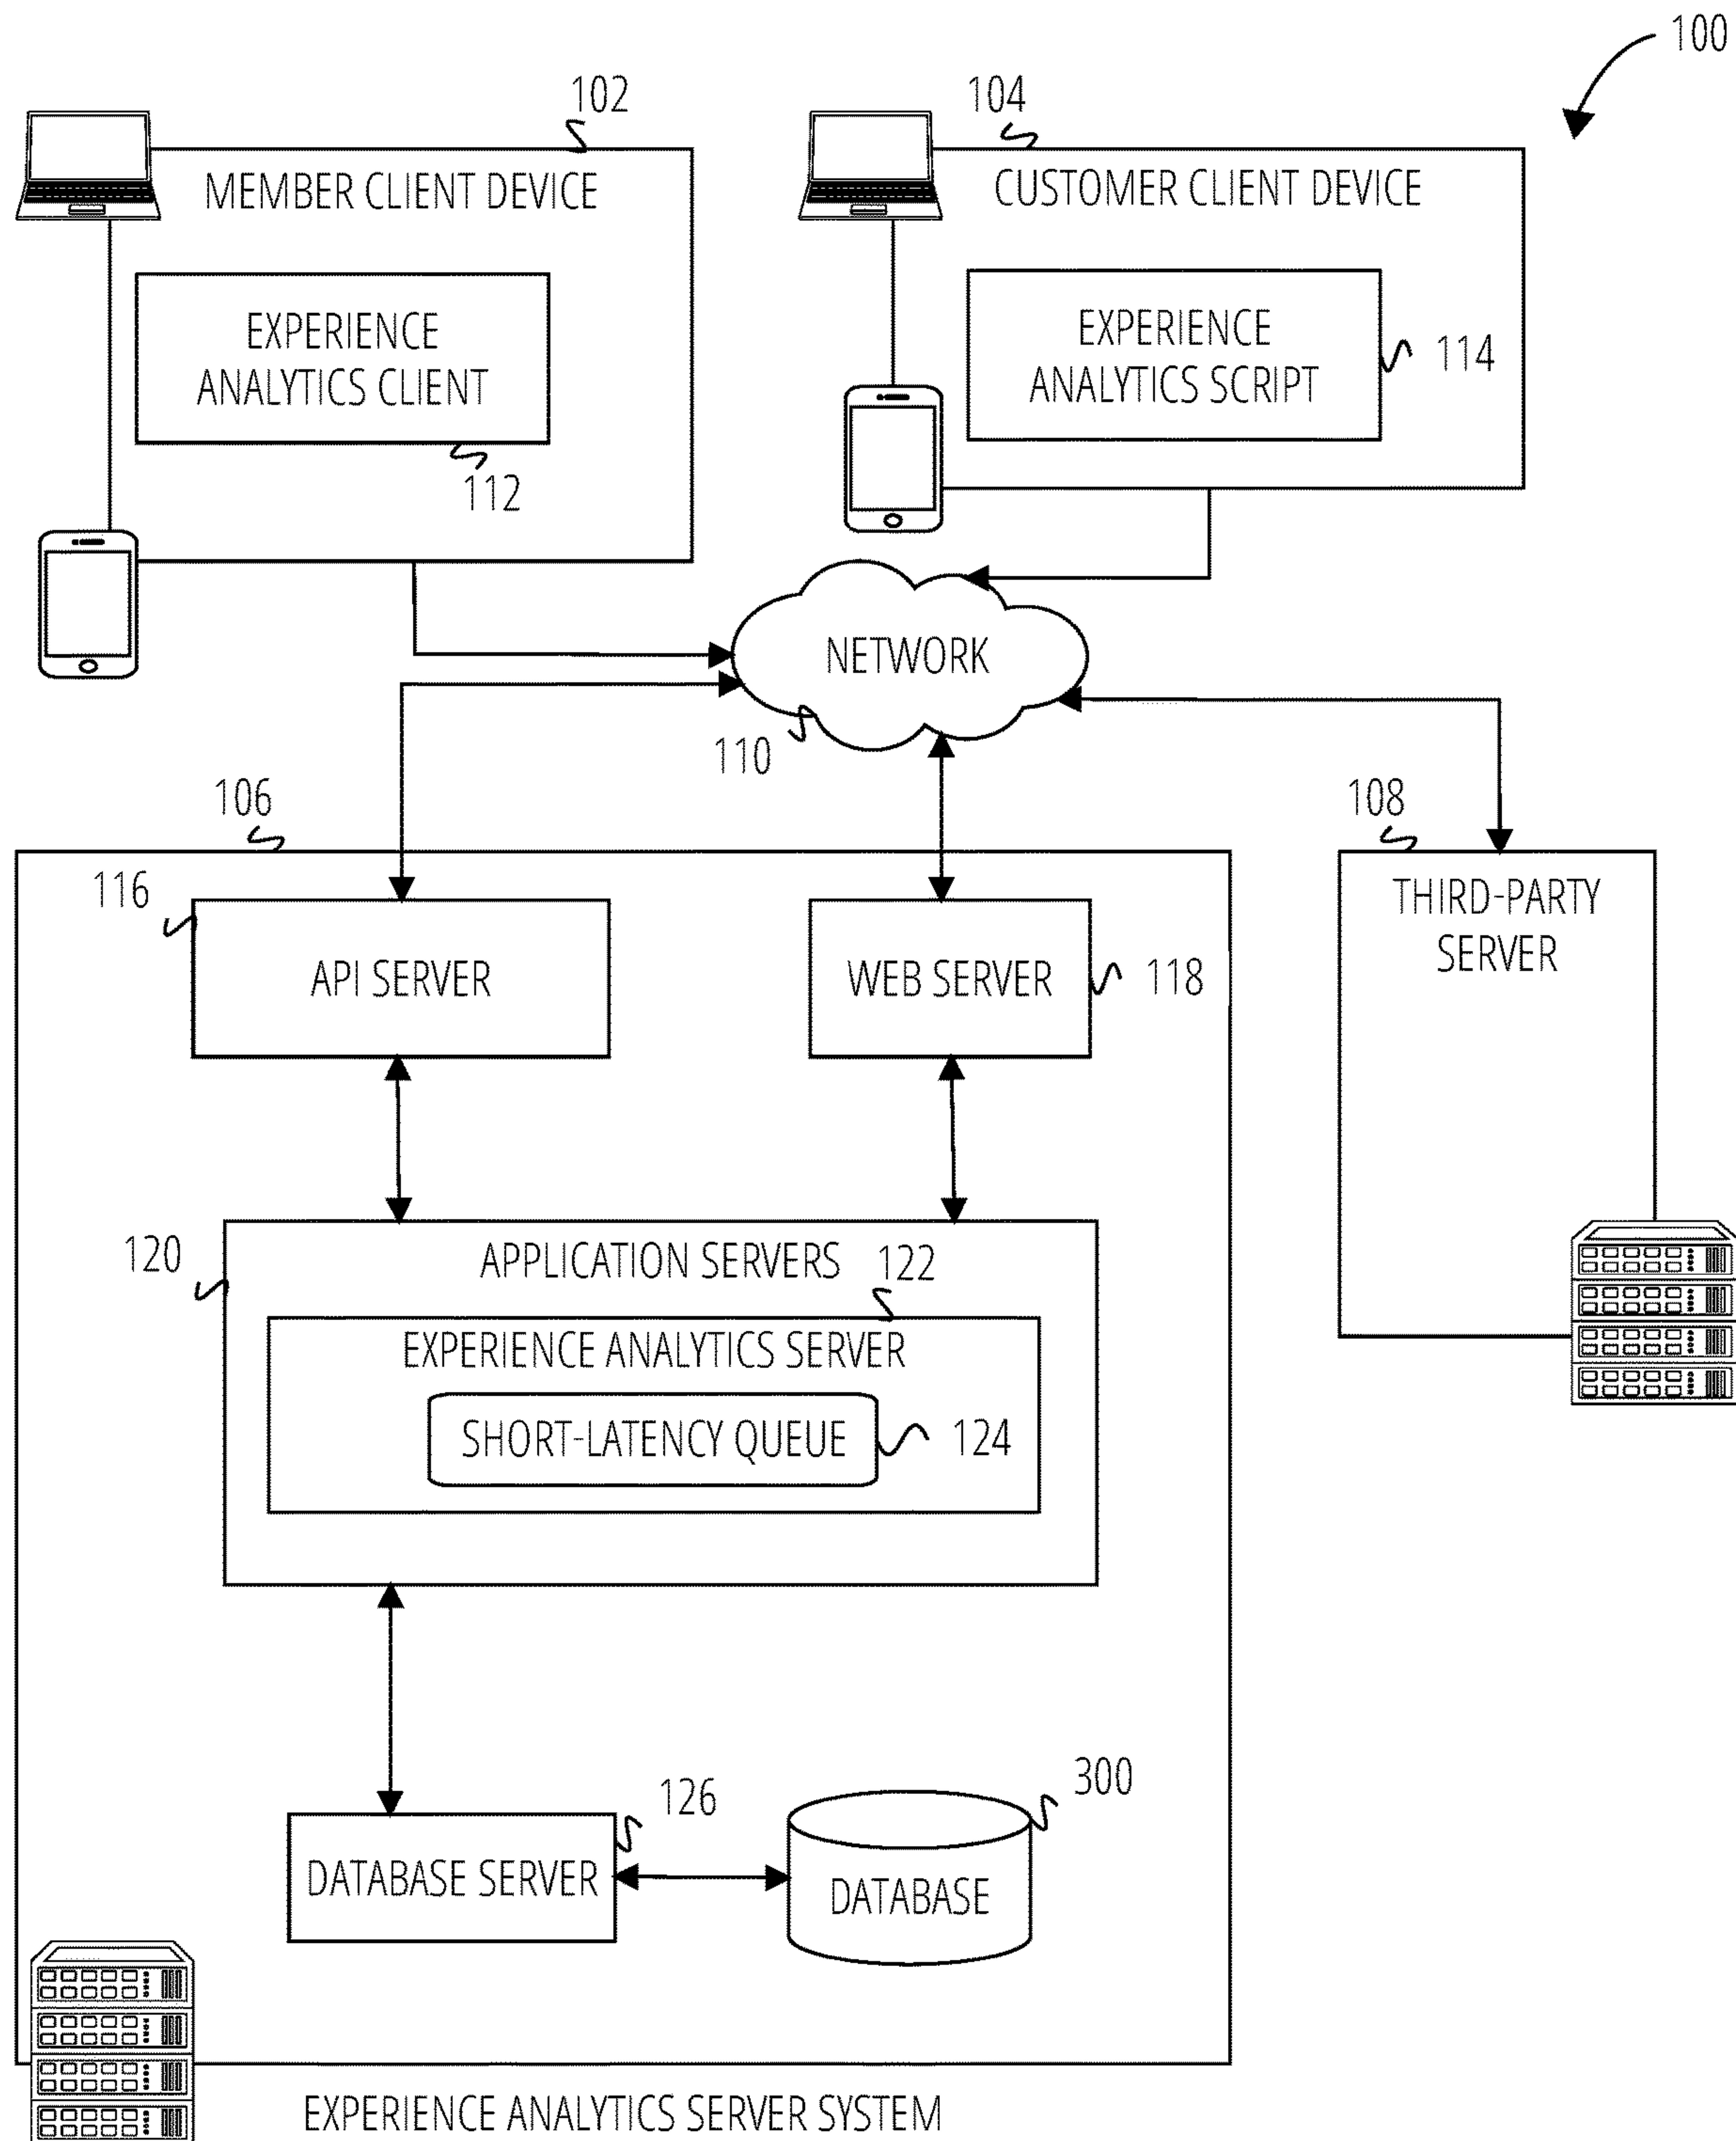 100
102
104
MEMBER CLIENT DEVICE
CUSTOMER CLIENT DEVICE
EXPERIENCE
ANALYTICS CLIENT
112
EXPERIENCE
ANALYTICS SCRIPT
114
NETWORK
110
106
108
116
API SERVER
WEB SERVER
118
THIRD-PARTY
SERVER
120
APPLICATION SERVERS
122
EXPERIENCE ANALYTICS SERVER
SHORT-LATENCY QUEUE
124
126
300
DATABASE SERVER
DATABASE
EXPERIENCE ANALYTICS SERVER SYSTEM